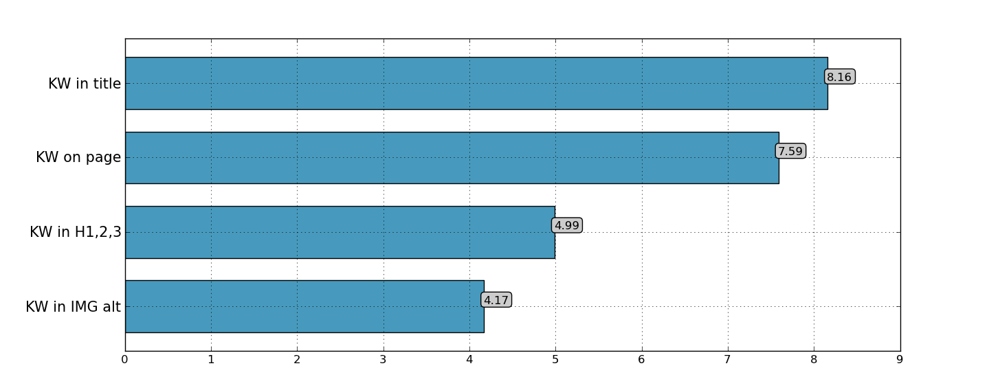 KW in title
8.16
KW on page
7.59
KW in H1,2,3
4.99
KW in IMG alt
4.17
0 1 2 3 4 5 6 7 8 9